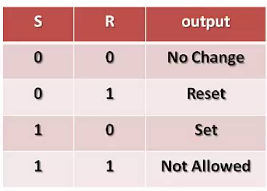 S R output
0 0 No Change
0 1 Reset
1 0 Set
1 1 Not Allowed